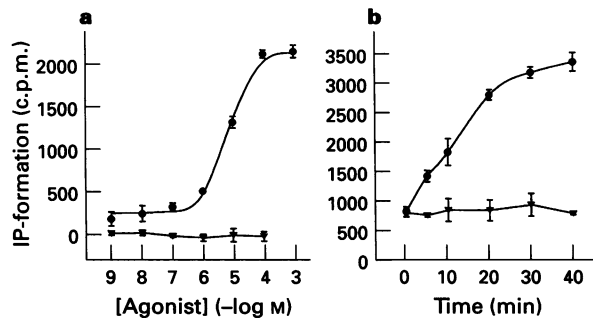 a
IP-formation (c.p.m.)
2000
1500
1000
500
0
9 8 7 6 5 4 3
[Agonist] (–log M)
b
3500
3000
2500
2000
1500
1000
500
0
0 10 20 30 40
Time (min)